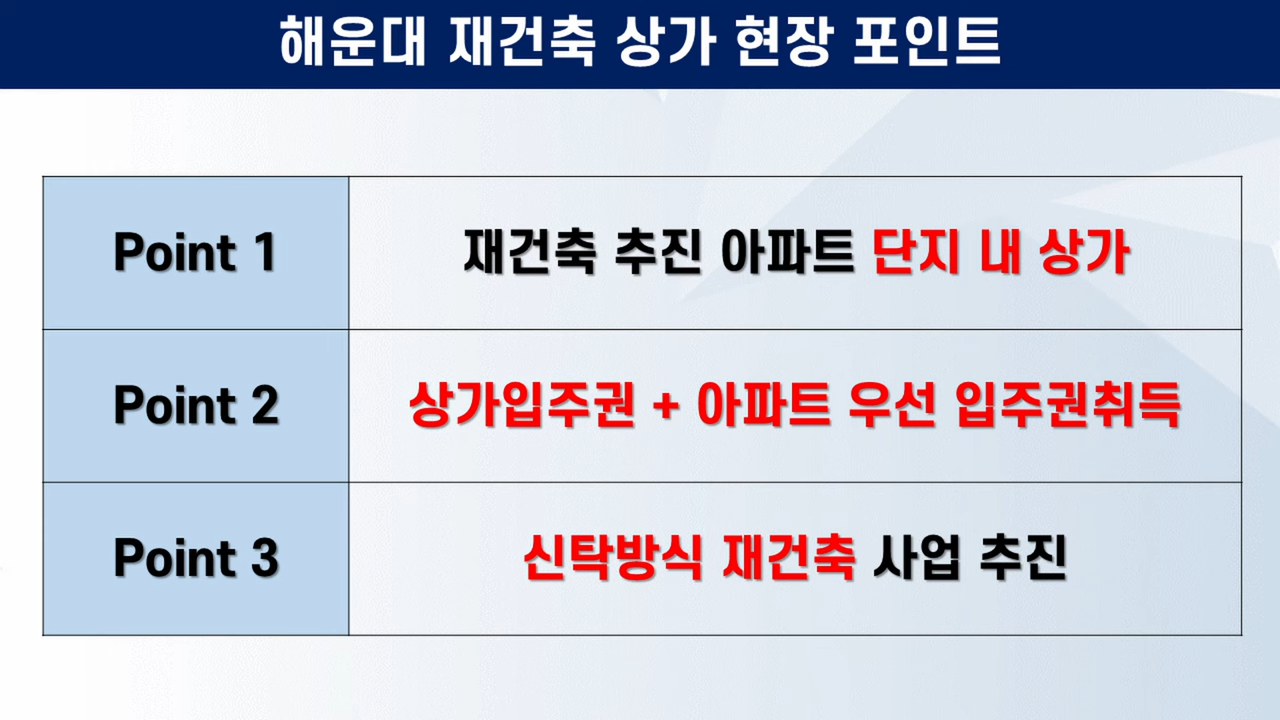 해운대 재건축 상가 현장 포인트
Point 1
재건축 추진 아파트 단지 내 상가
Point 2
상가입주권 + 아파트 우선 입주권취득
Point 3
신탁방식 재건축 사업 추진